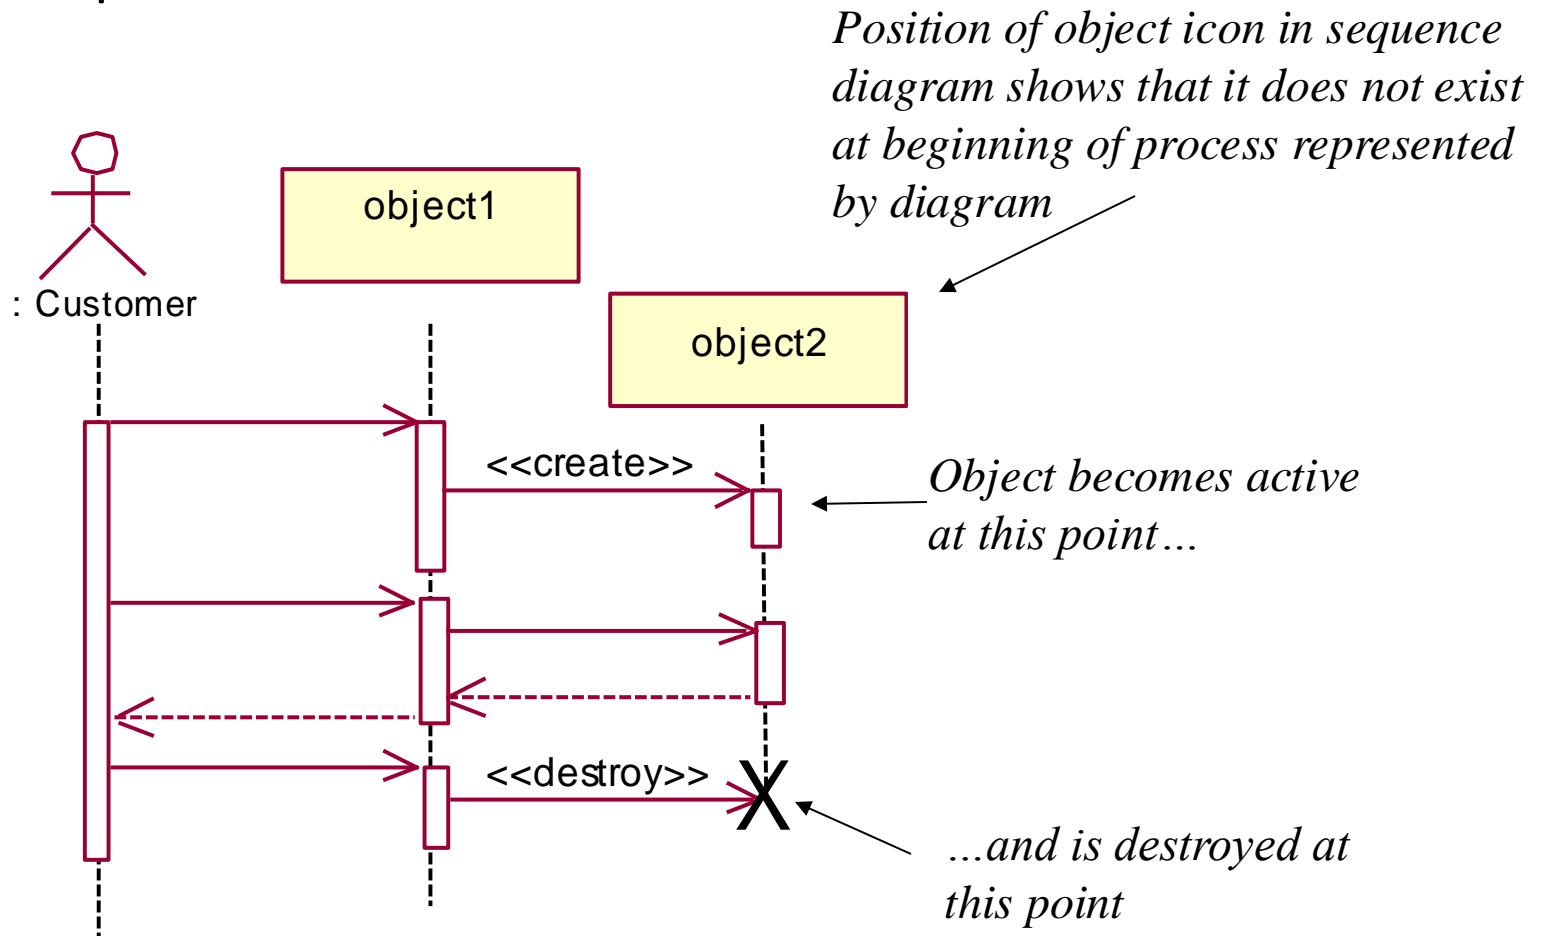 Position of object icon in sequence
diagram shows that it does not exist
at beginning of process represented
by diagram
object1
: Customer
object2
<<create>>
Object becomes active
at this point...
<<destroy>>
X
...and is destroyed at
this point